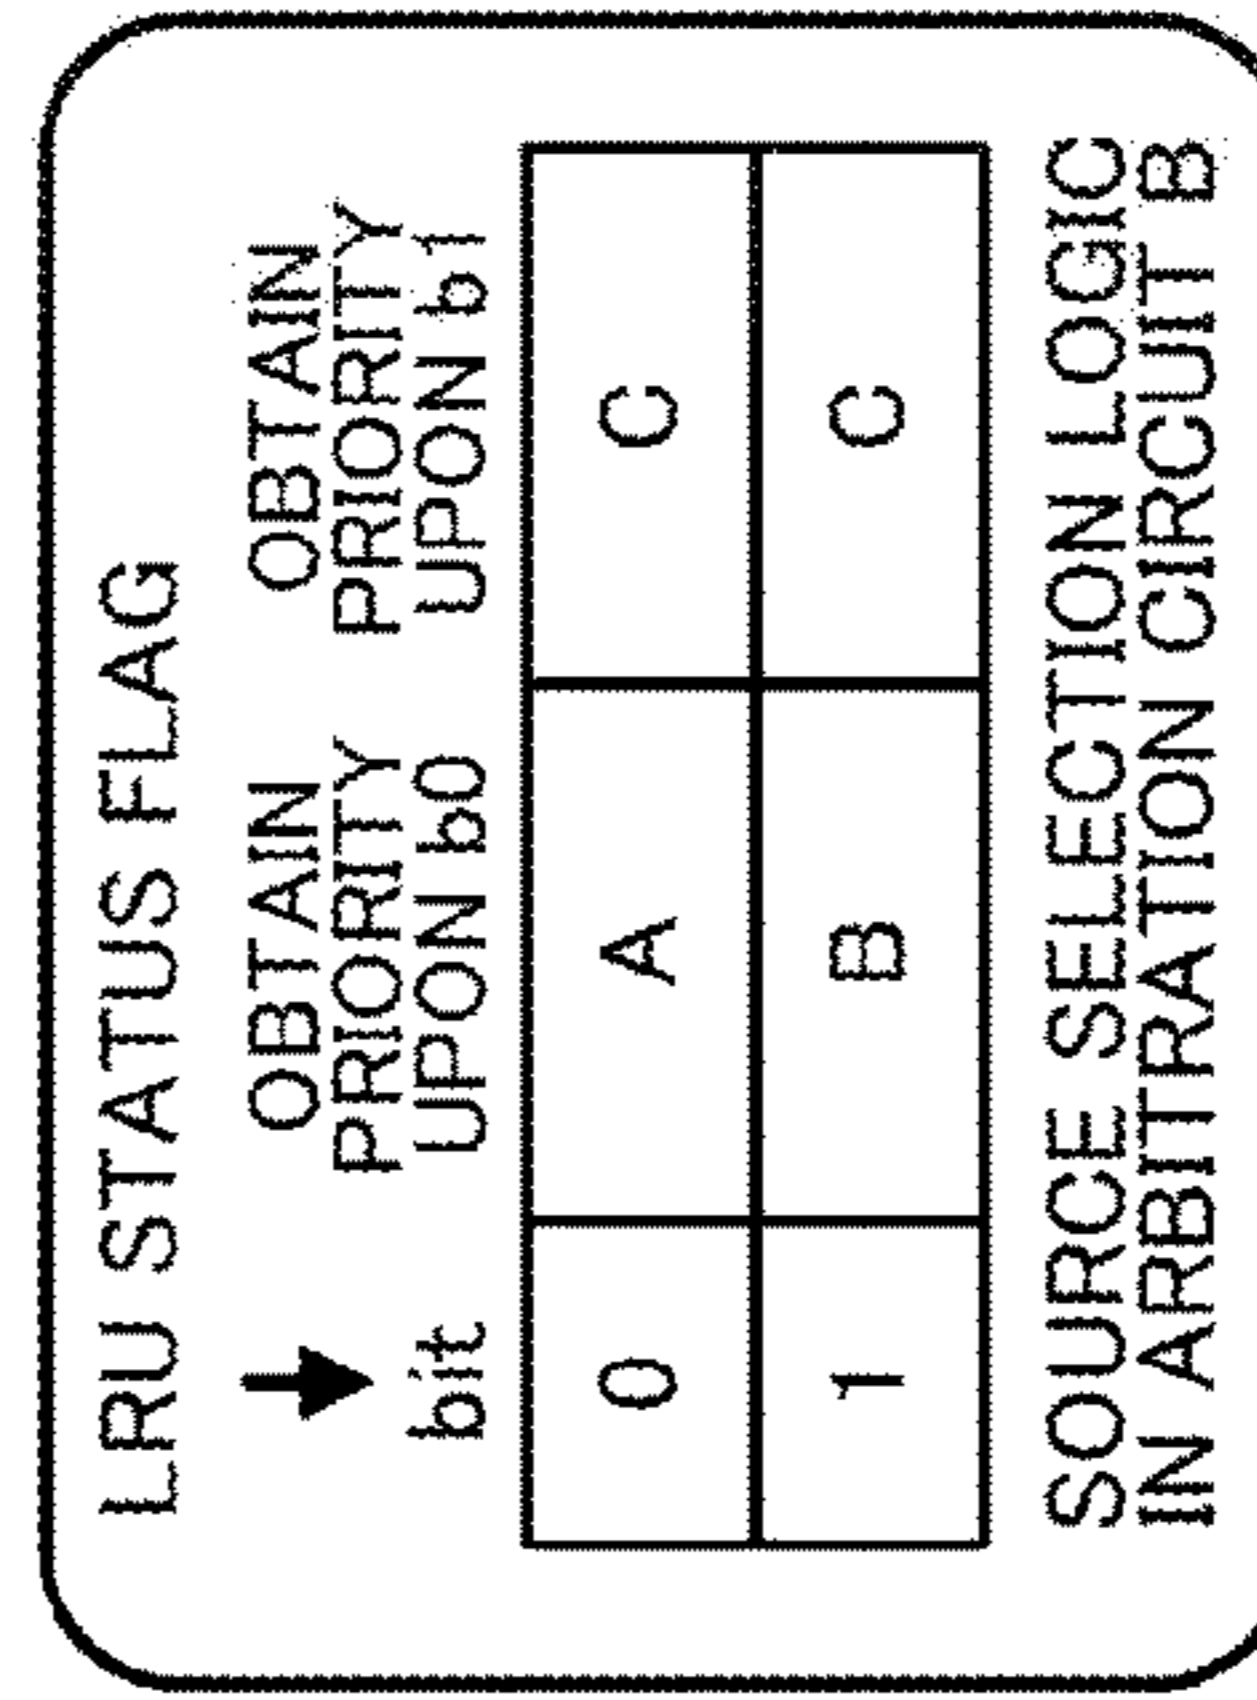 LRU STATUS FLAG
OBTAIN
PRIORITY
UPON b0
OBTAIN
PRIORITY
UPON b1
bit
0 A C
1 B C
SOURCE SELECTION LOGIC
IN ARBITRATION CIRCUIT B